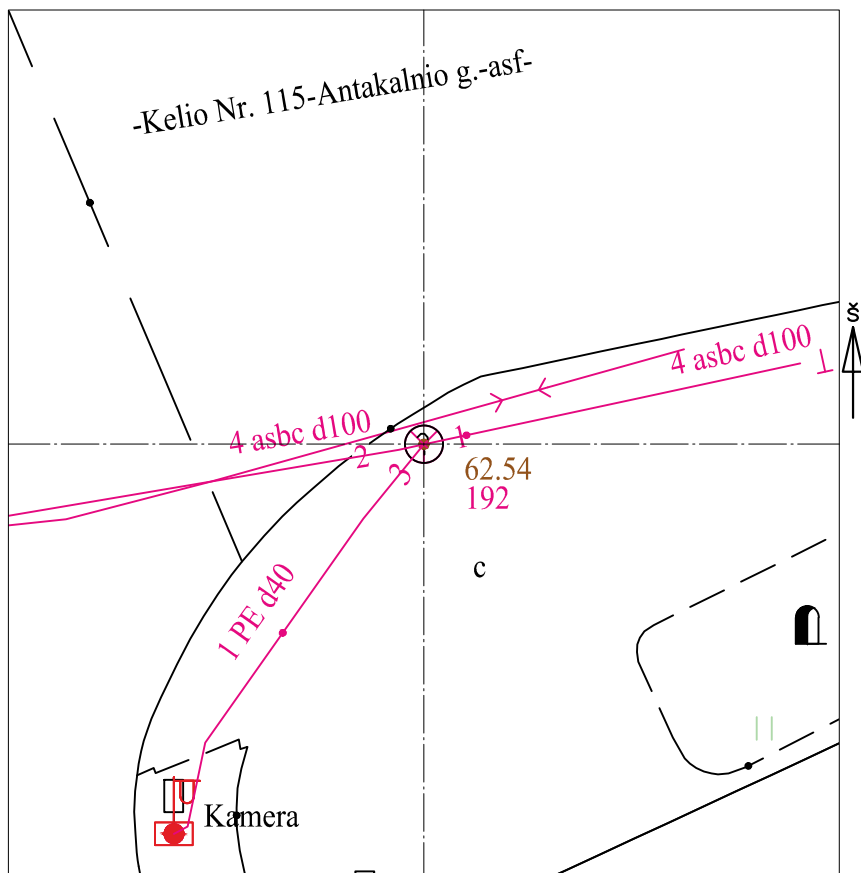 -Kelio Nr. 115-Antakalnio g.-asf-
Š
4 asbc d100
4 asbc d100
1
2
3
62.54
192
c
1 PE d40
Kamera